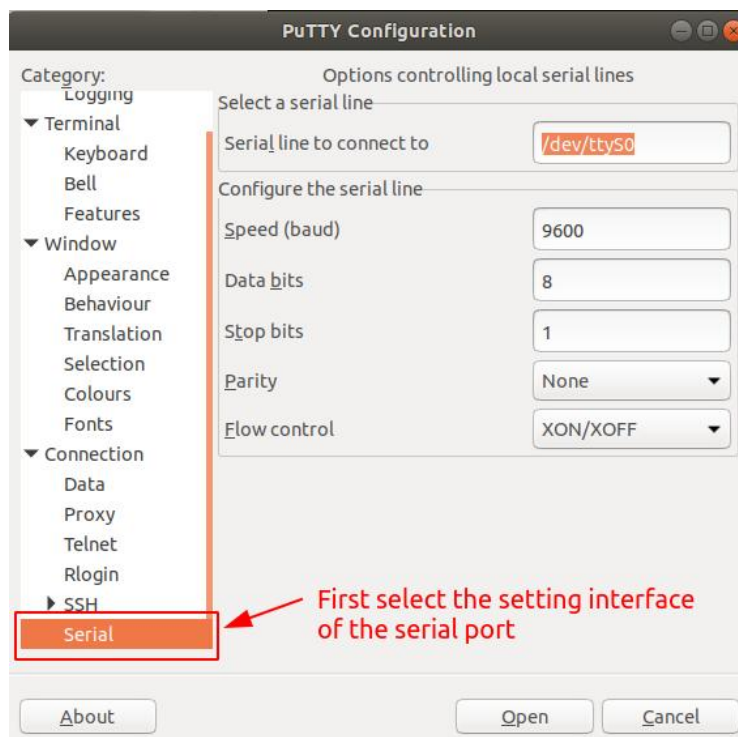 PuTTY Configuration
Category:
Logging
Terminal
Keyboard
Bell
Features
Window
Appearance
Behaviour
Translation
Selection
Colours
Fonts
Connection
Data
Proxy
Telnet
Rlogin
SSH
Serial
Options controlling local serial lines
Select a serial line
Serial line to connect to
/dev/ttyS0
Configure the serial line
Speed (baud)
9600
Data bits
8
Stop bits
1
Parity
None
Flow control
XON/XOFF
First select the setting interface
of the serial port
About
Open
Cancel